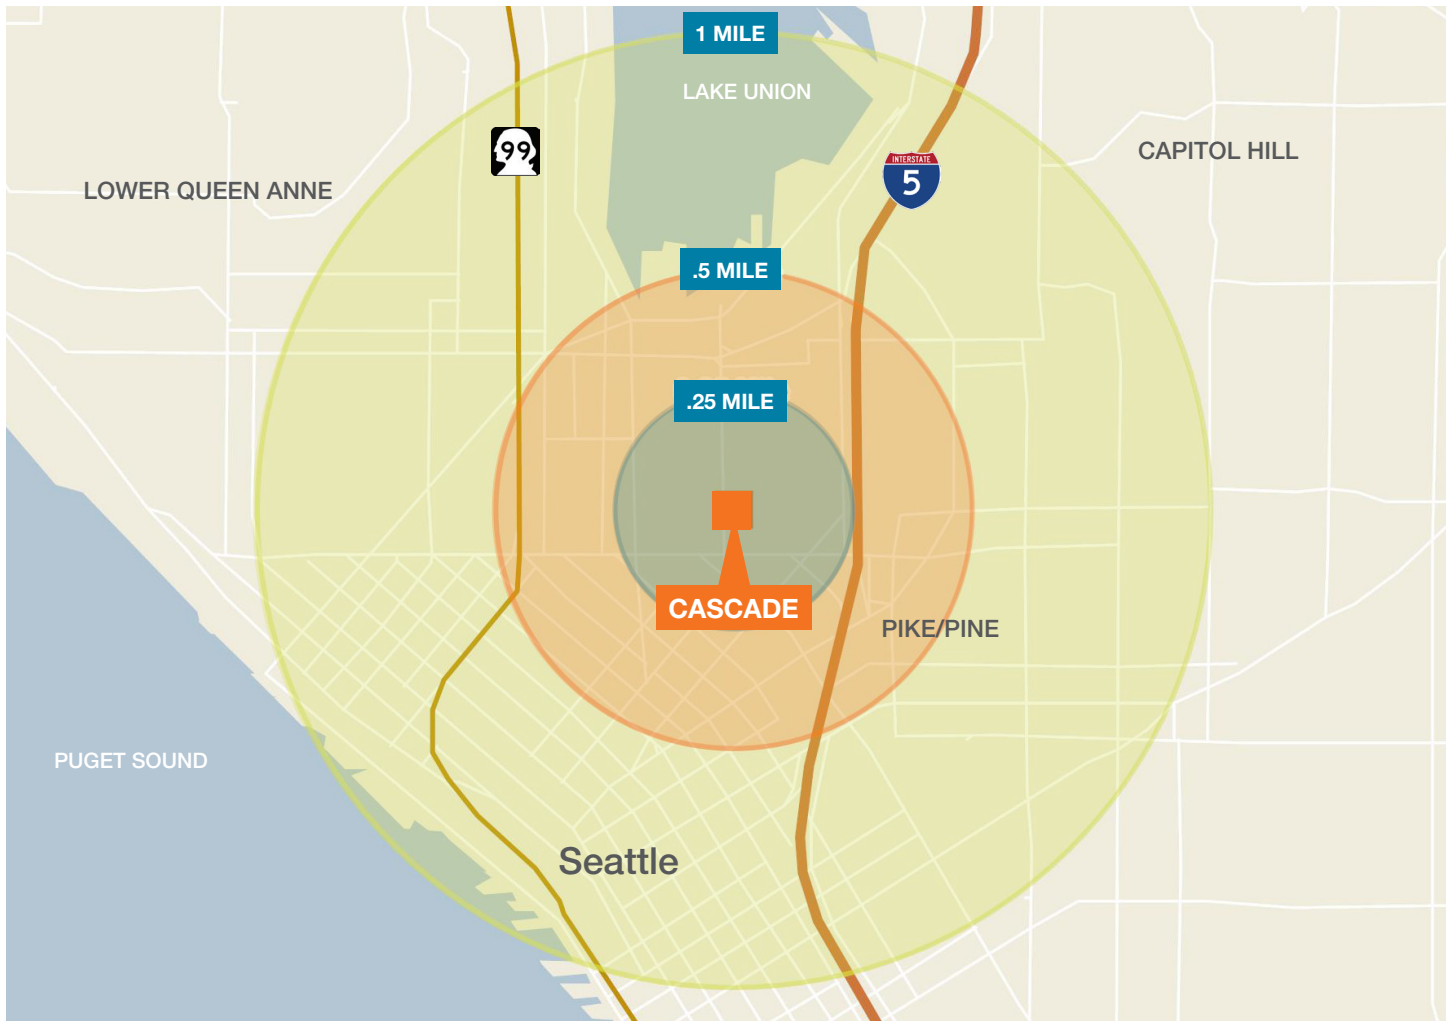 1 MILE
LAKE UNION
99
CAPITOL HILL
INTERSTATE
5
LOWER QUEEN ANNE
.5 MILE
.25 MILE
CASCADE
PIKE/PINE
PUGET SOUND
Seattle